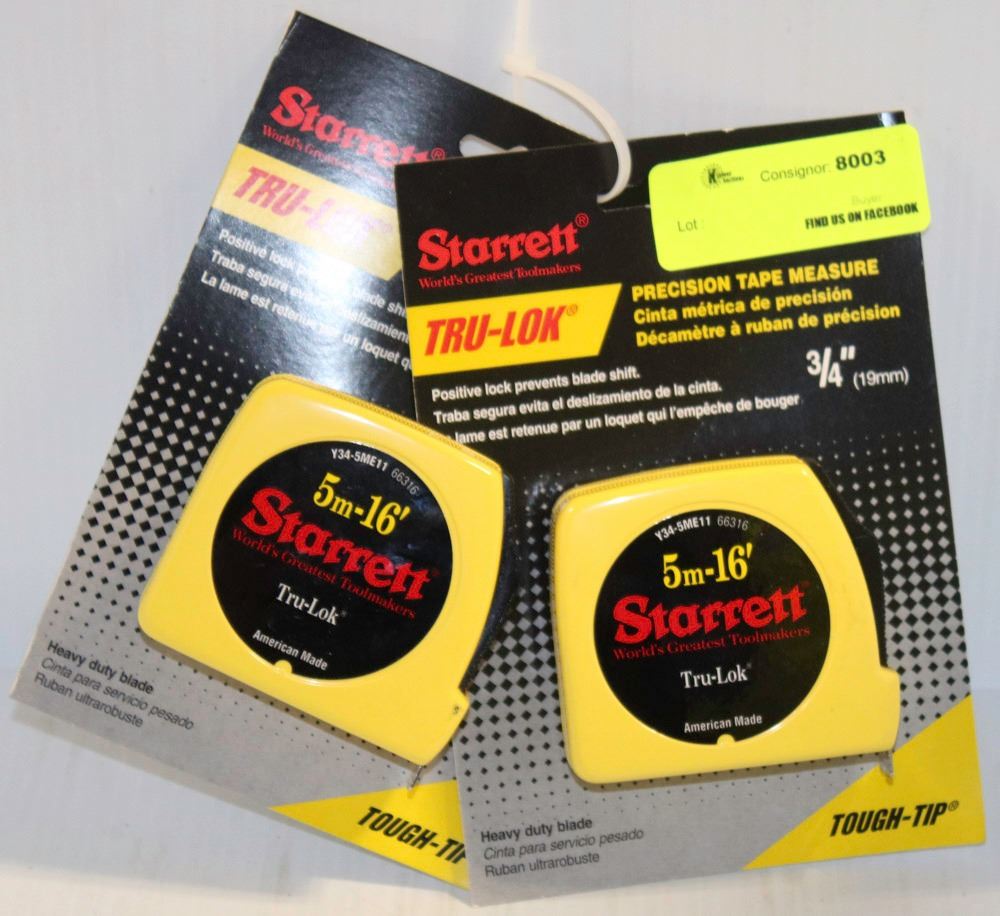 Starrett®
World's Greatest
TRU-LOK
Positive lock
Traba segura
La lame est retenue un loquet
Y34-5ME11 66316
5m-16'
Starrett
World's Greatest Toolmakers
Tru-Lok®
American Made
Heavy duty blade
Cinta para servicio pesado
Ruban ultrarobuste
TOUGH-TI
Consignor: 8003
Lot
Buyer
FIND US ON FACEBOOK
Starrett®
World's Greatest Toolmakers
TRU-LOK®
PRECISION TAPE MEASURE
Cinta métrica de precisión
Décamètre à ruban de précision
3/4" (19mm)
Positive lock prevents blade shift.
Traba segura evita el deslizamiento de la cinta.
lame est retenue par un loquet qui l'empêche de bouger
Y34-5ME11 66316
5m-16'
Starrett
World's Greatest Toolmakers
Tru-Lok®
American Made
Heavy duty blade
Cinta para servicio pesado
Ruban ultrarobuste
TOUGH-TIP®